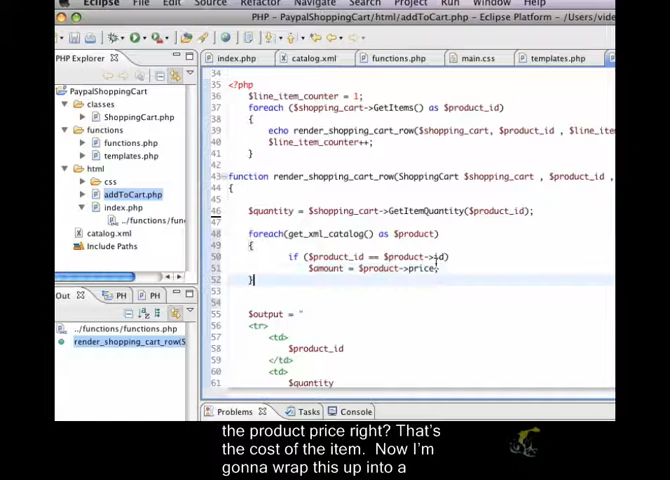 Eclipse File Edit Source Refactor Navigate Search Project Run Window Help
PHP - PaypalShoppingCart/html/addToCart.php - Eclipse Platform - /Users/vide
PHP Explorer
index.php catalog.xml functions.php main.css templates.php
PaypalShoppingCart
classes
ShoppingCart.php
functions
functions.php
templates.php
html
css
addToCart.php
index.php
../functions/fun
catalog.xml
Include Paths
Out PH PH
../functions/functions.php
render_shopping_cart_row(S
34
35 <?php
36 $line_item_counter = 1;
37 foreach ($shopping_cart->GetItems() as $product_id)
38 {
39 echo render_shopping_cart_row($shopping_cart, $product_id , $line_item_
40 $line_item_counter++;
41 }
42
43 function render_shopping_cart_row(ShoppingCart $shopping_cart , $product_id ,
44 {
45
46 $quantity = $shopping_cart->GetItemQuantity($product_id);
47
48 foreach(get_xml_catalog() as $product)
49 {
50 if ($product_id == $product->id)
51 $amount = $product->price;
52 }
53
54
55 $output = "
56 <tr>
57 <td>
58 $product_id
59 </td>
60 <td>
61 $quantity
Problems Tasks Console
the product price right? That's
the cost of the item. Now I'm
gonna wrap this up into a